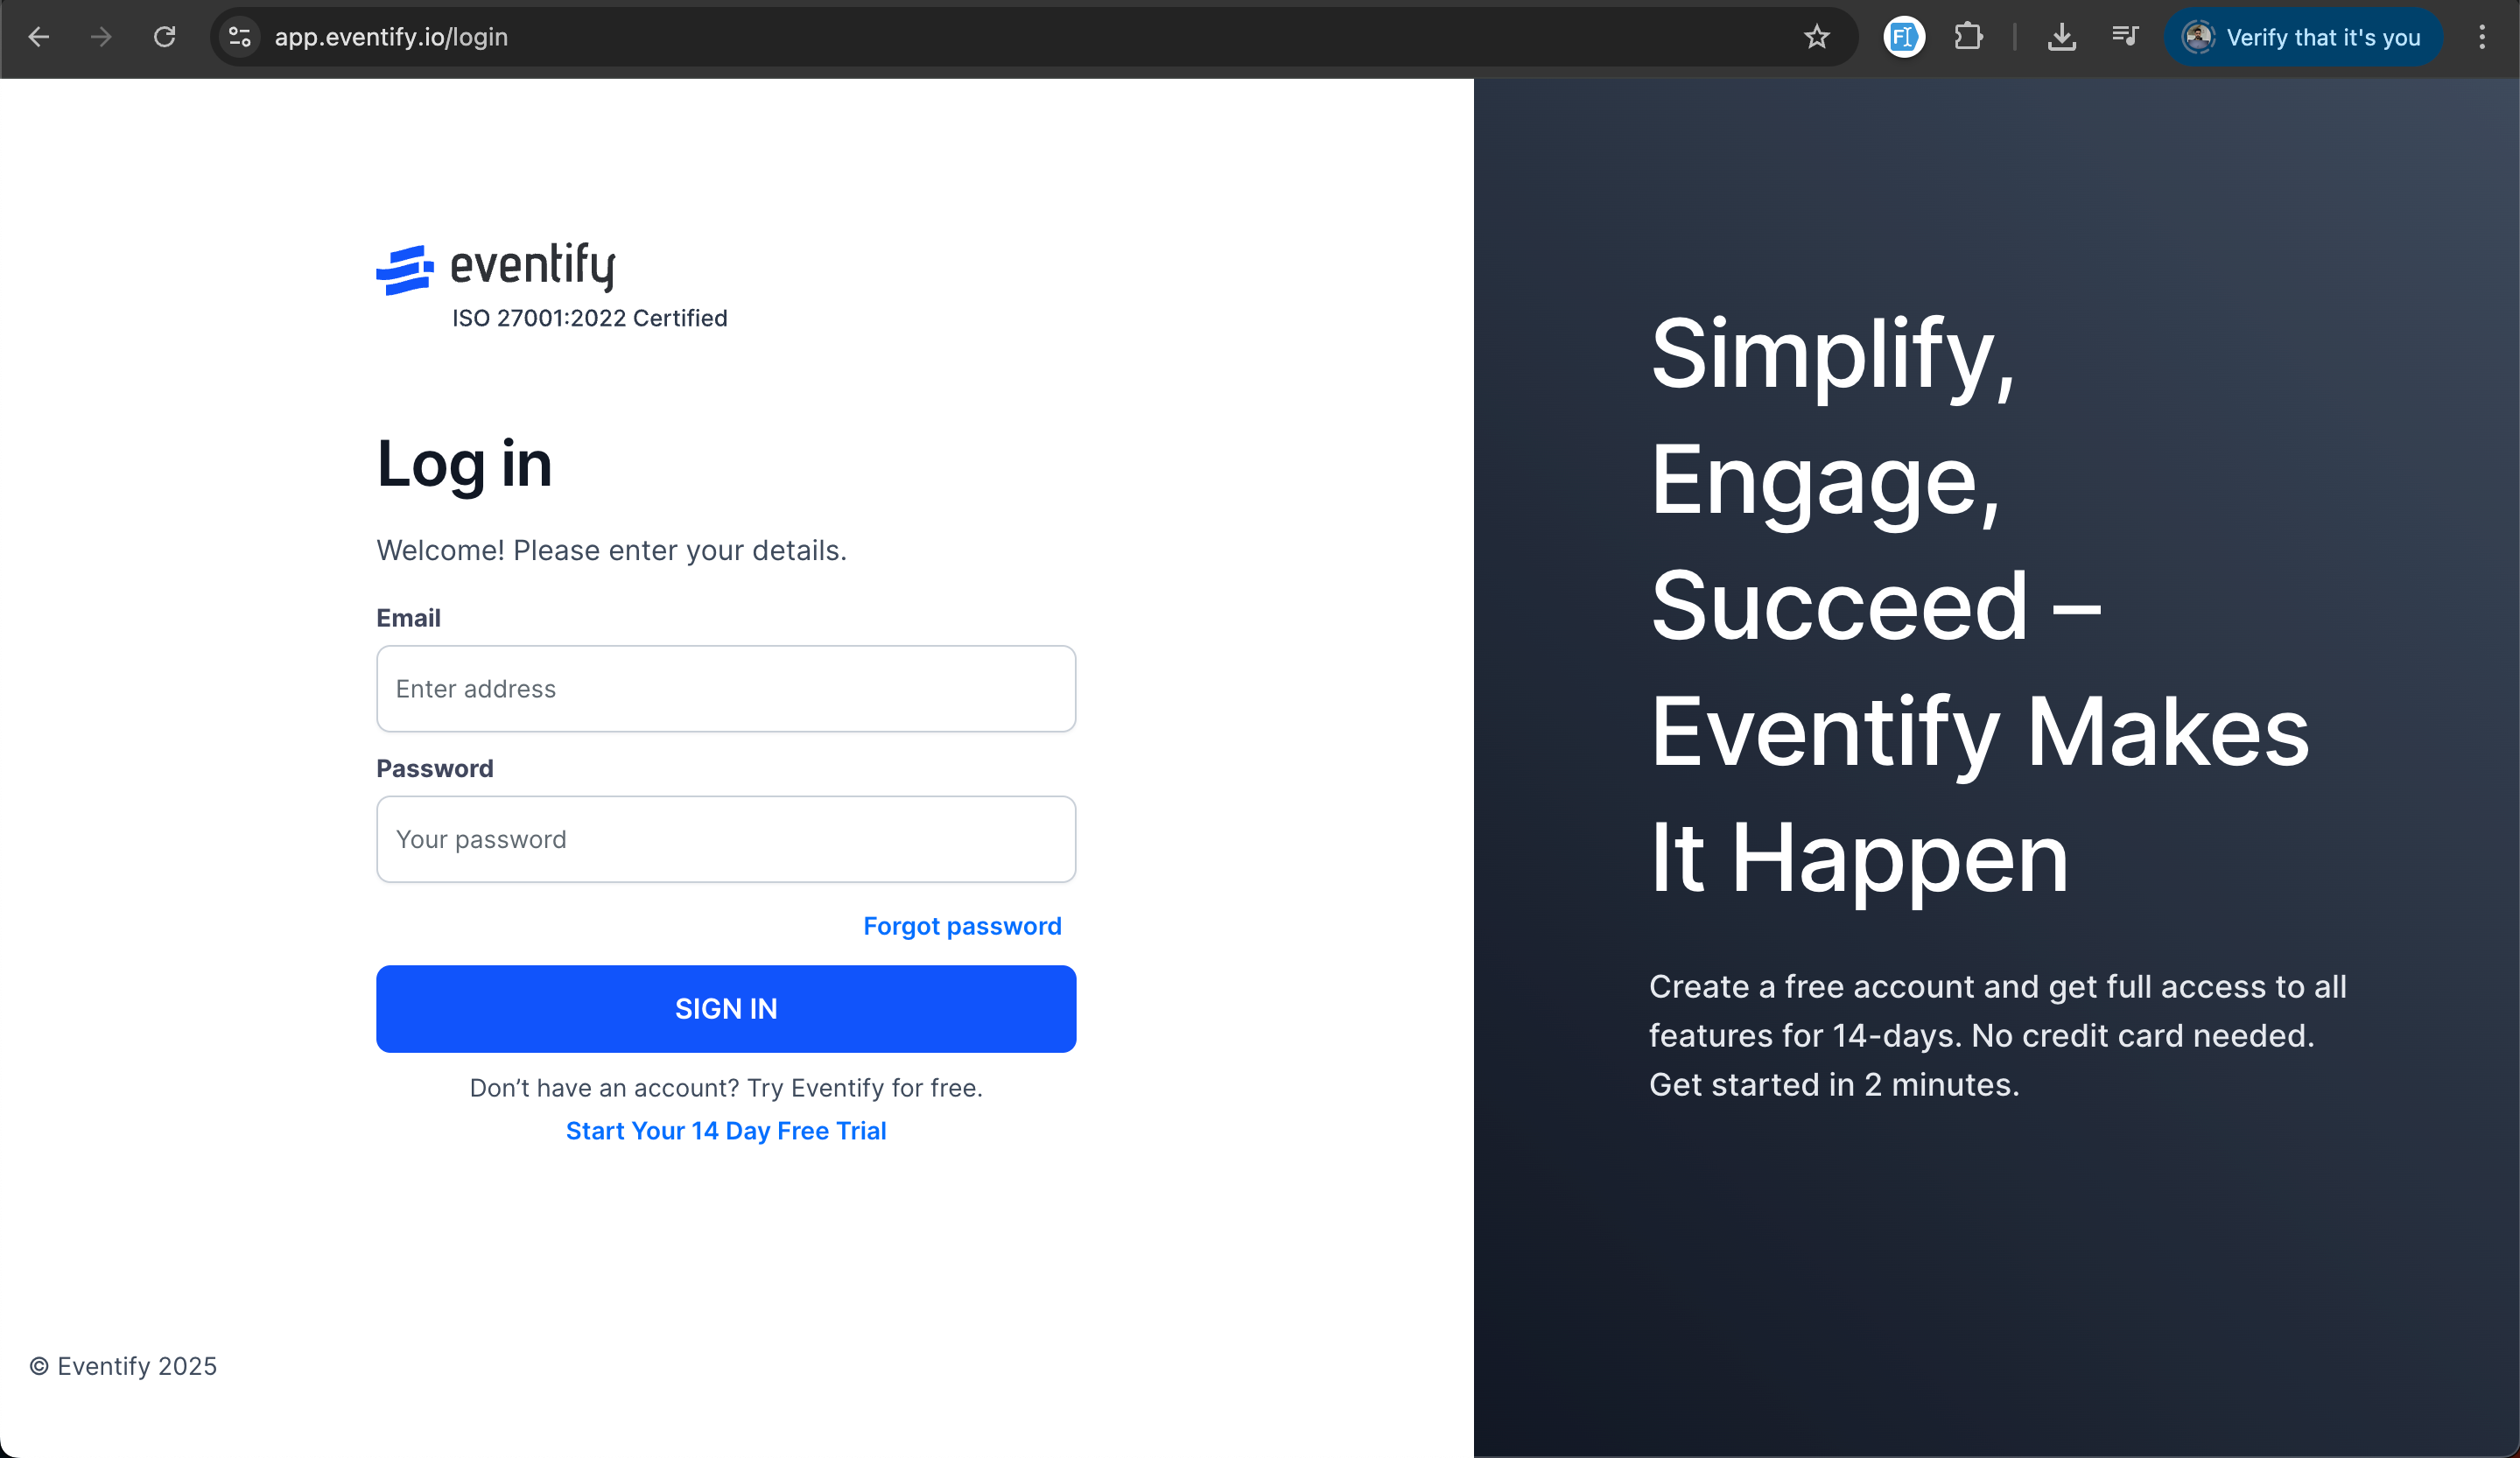 app.eventify.io/login
Verify that it's you
eventify
ISO 27001:2022 Certified
Log in
Welcome! Please enter your details.
Email
Enter address
Password
Your password
Forgot password
SIGN IN
Don’t have an account? Try Eventify for free.
Start Your 14 Day Free Trial
© Eventify 2025
Simplify,
Engage,
Succeed –
Eventify Makes
It Happen
Create a free account and get full access to all
features for 14-days. No credit card needed.
Get started in 2 minutes.